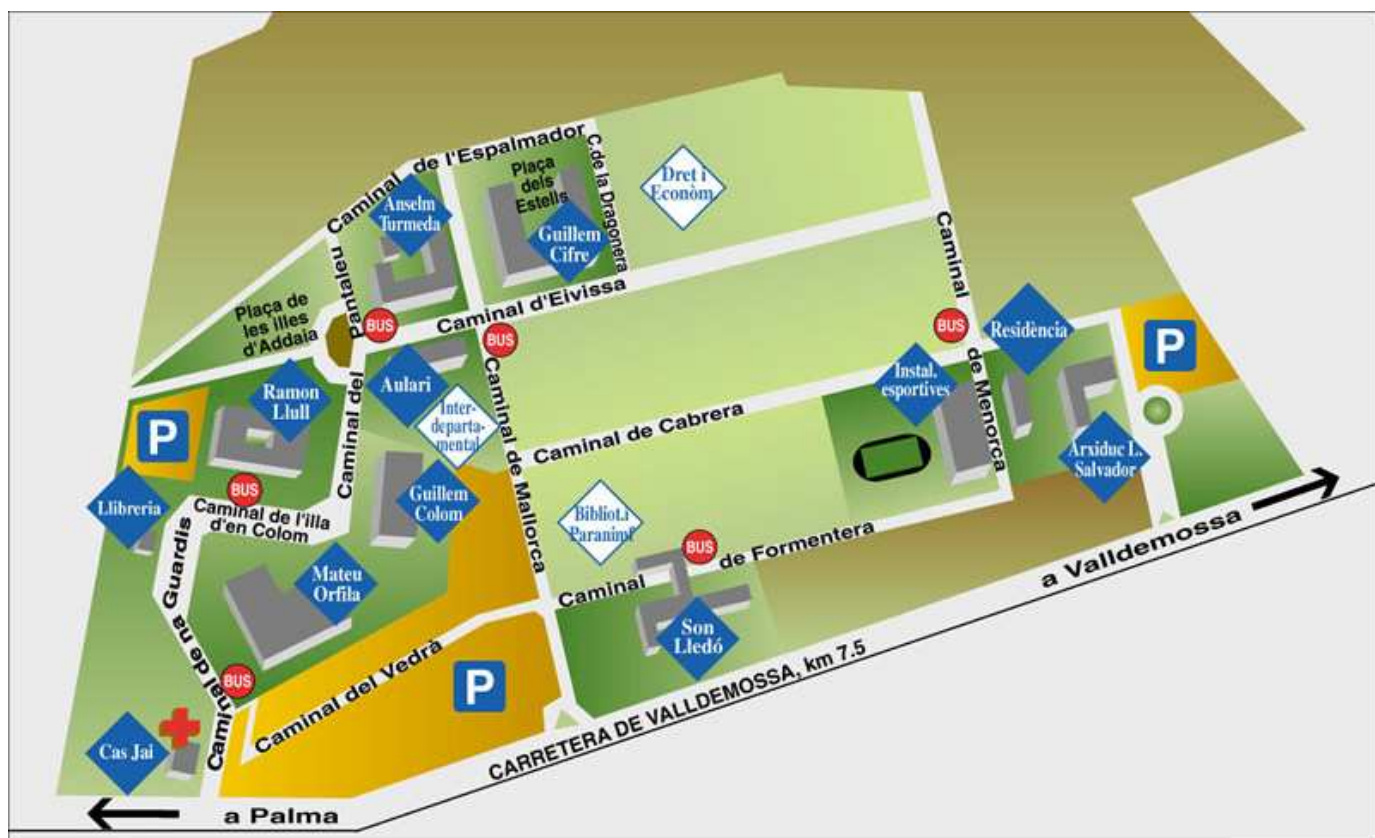 Caminal de l'Espalmador
C. de la Dragonera
Plaça
dels
Estells
Dret i
Econòm
Anselm
Turmeda
Guillem
Cifre
Pantaleu
Caminal
de Menorca
Plaça de
les illes
d'Addaia
BUS
Caminal d'Eivissa
BUS
BUS
Residència
P
Aulari
Ramon
Llull
Caminal del
Inter-
departa-
mental
Caminal de Mallorca
Instal.
esportives
Caminal de Cabrera
P
Arxiduc L.
Salvador
BUS
Llibreria
Caminal de l'illa
d'en Colom
Guillem
Colom
Bibliot.i
Paranimf
BUS
Caminal de Formentera
a Valldemossa
Mateu
Orfila
Caminal de na Guardis
Son
Lledó
BUS
Caminal del Vedrà
P
CARRETERA DE VALLDEMOSSA, km 7.5
Cas Jai
a Palma